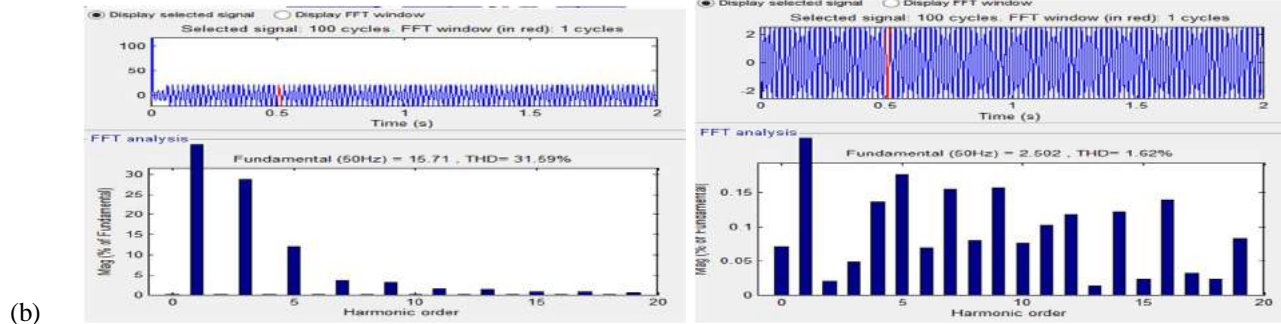 Display selected signal Display FFT window
Selected signal: 100 cycles. FFT window (in red): 1 cycles
100
50
0
0 0.5 1 1.5 2
Time (s)
FFT analysis
Fundamental (50Hz) = 15.71 , THD= 31.59%
Mag (% of Fundamental)
30
25
20
15
10
5
0
0 5 10 15 20
Harmonic order
Display selected signal Display FFT window
Selected signal: 100 cycles. FFT window (in red): 1 cycles
2
0
-2
0 0.5 1 1.5 2
Time (s)
FFT analysis
Fundamental (50Hz) = 2.502 , THD= 1.62%
Mag (% of Fundamental)
0.15
0.1
0.05
0
0 5 10 15 20
Harmonic order
(b)